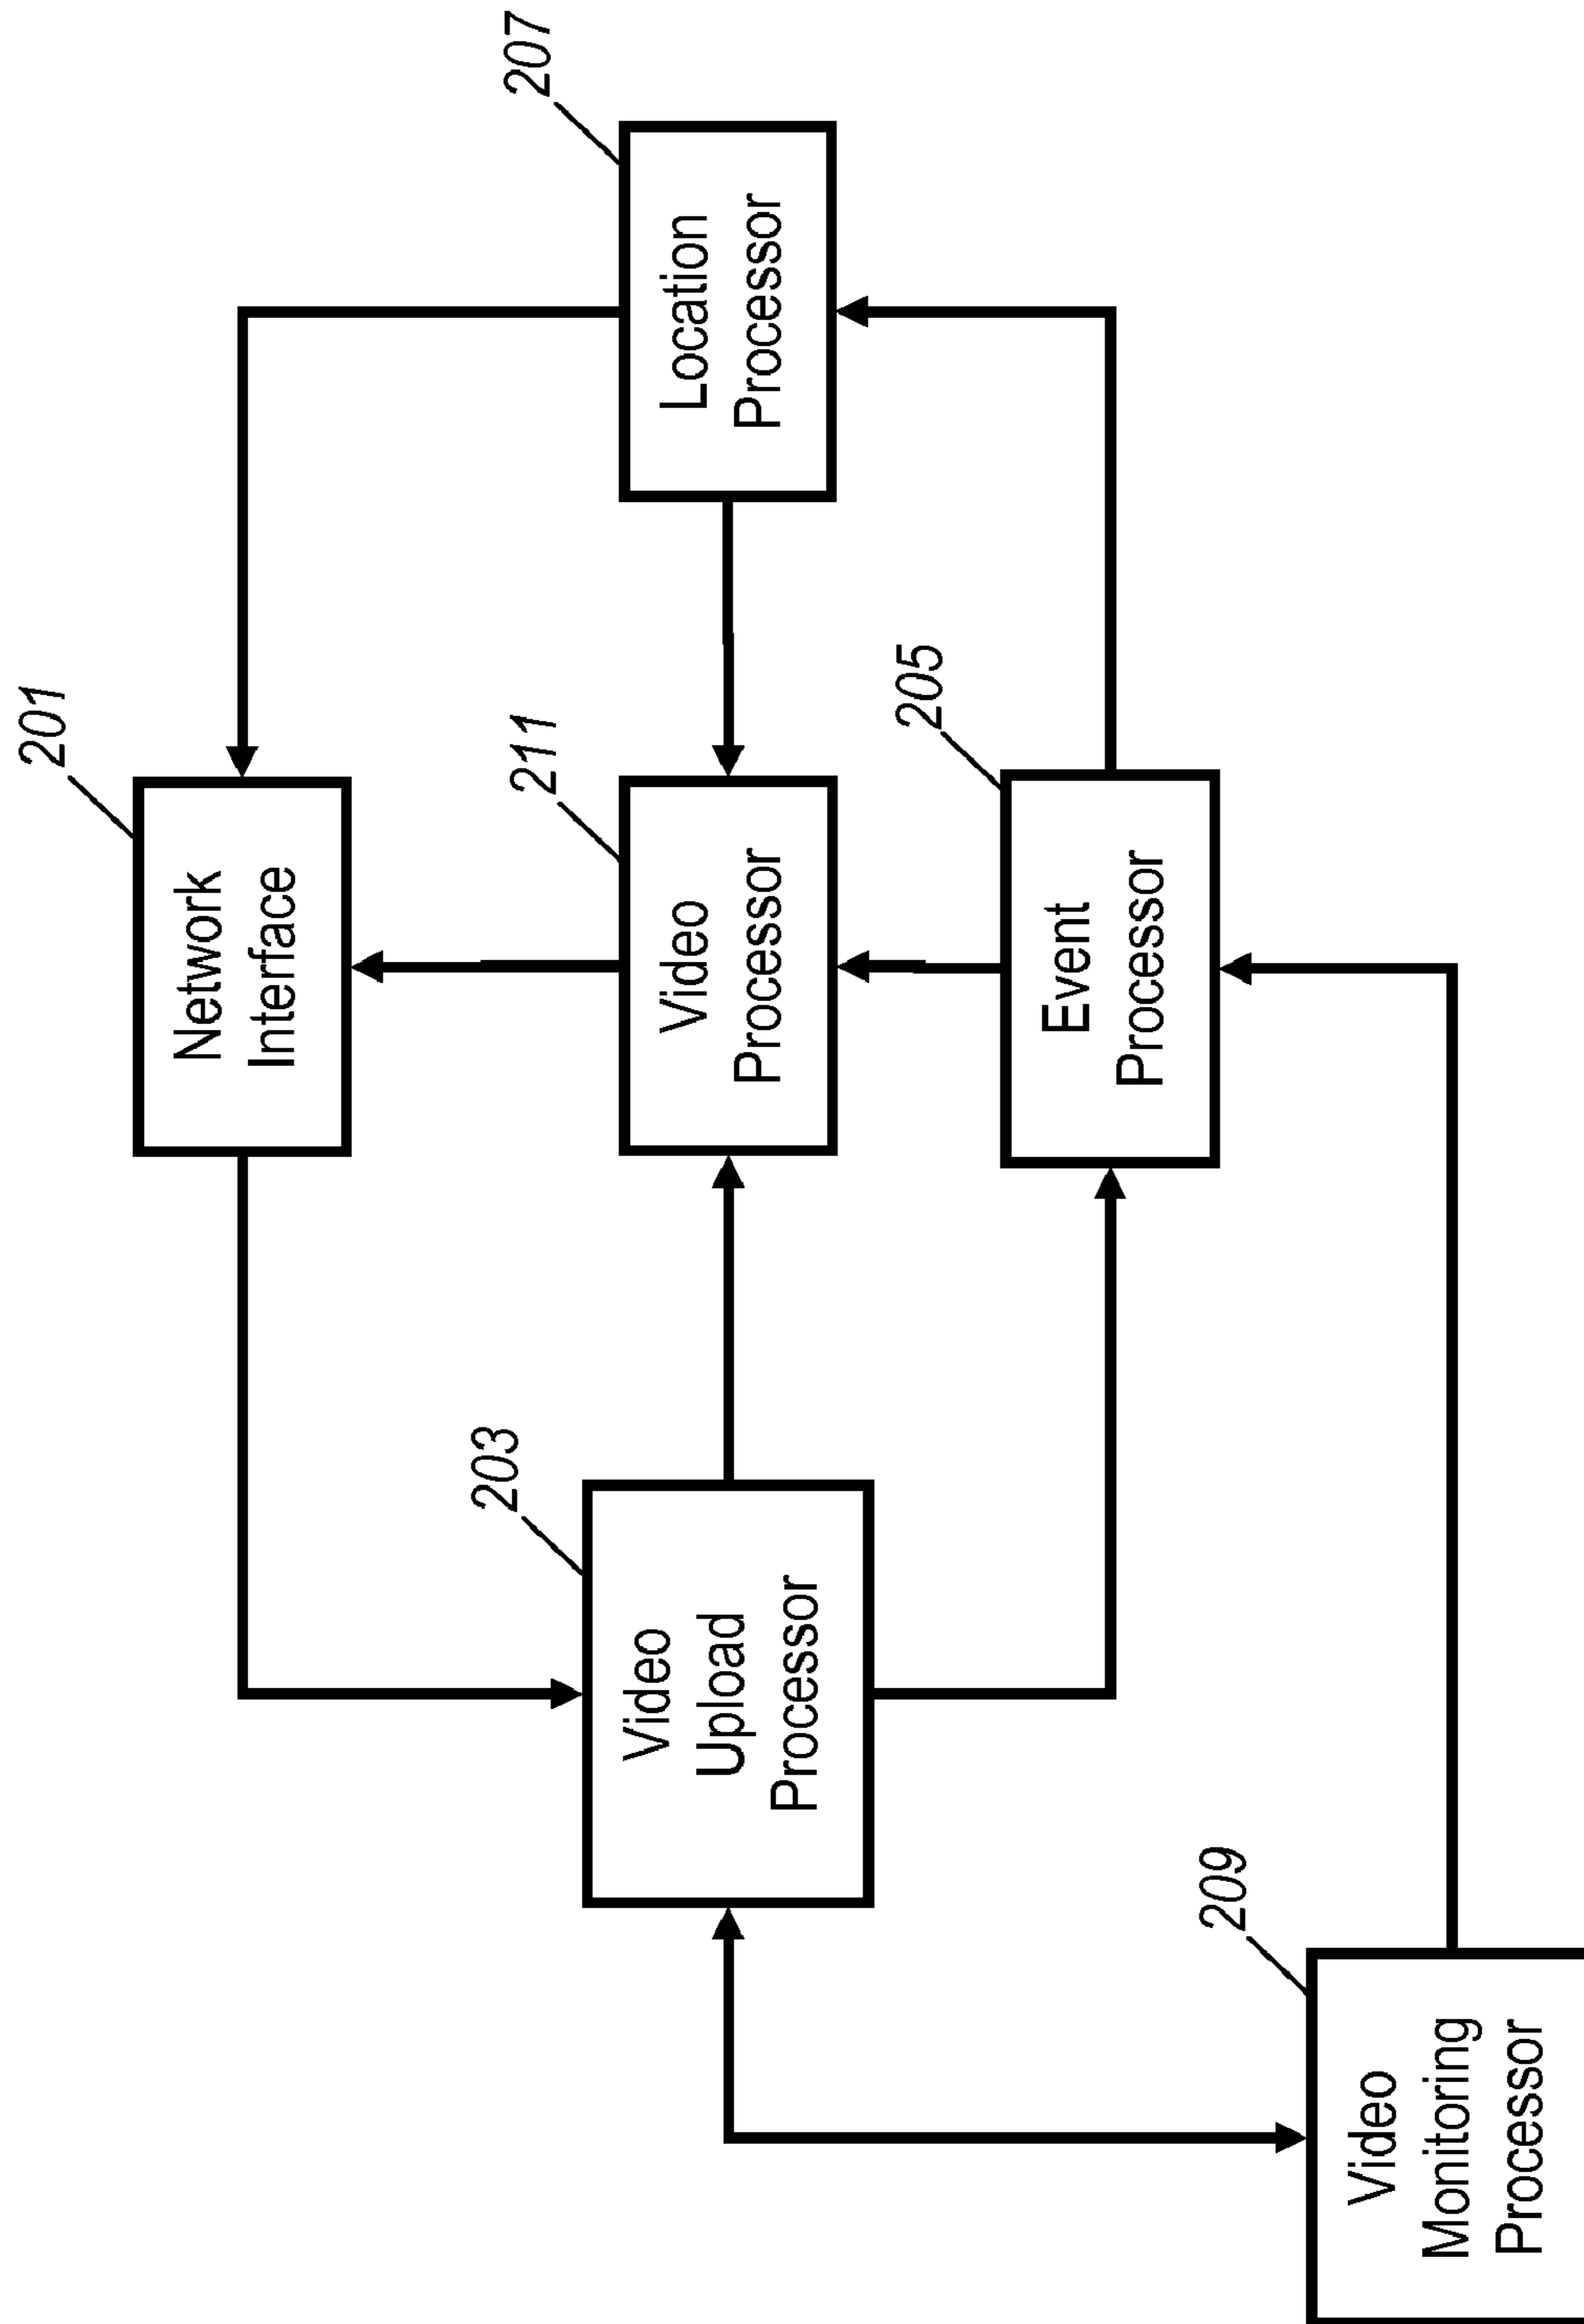 201
Network
Interface
207
Location
Processor
211
Video
Processor
203
Video
Upload
Processor
205
Event
Processor
209
Video
Monitoring
Processor